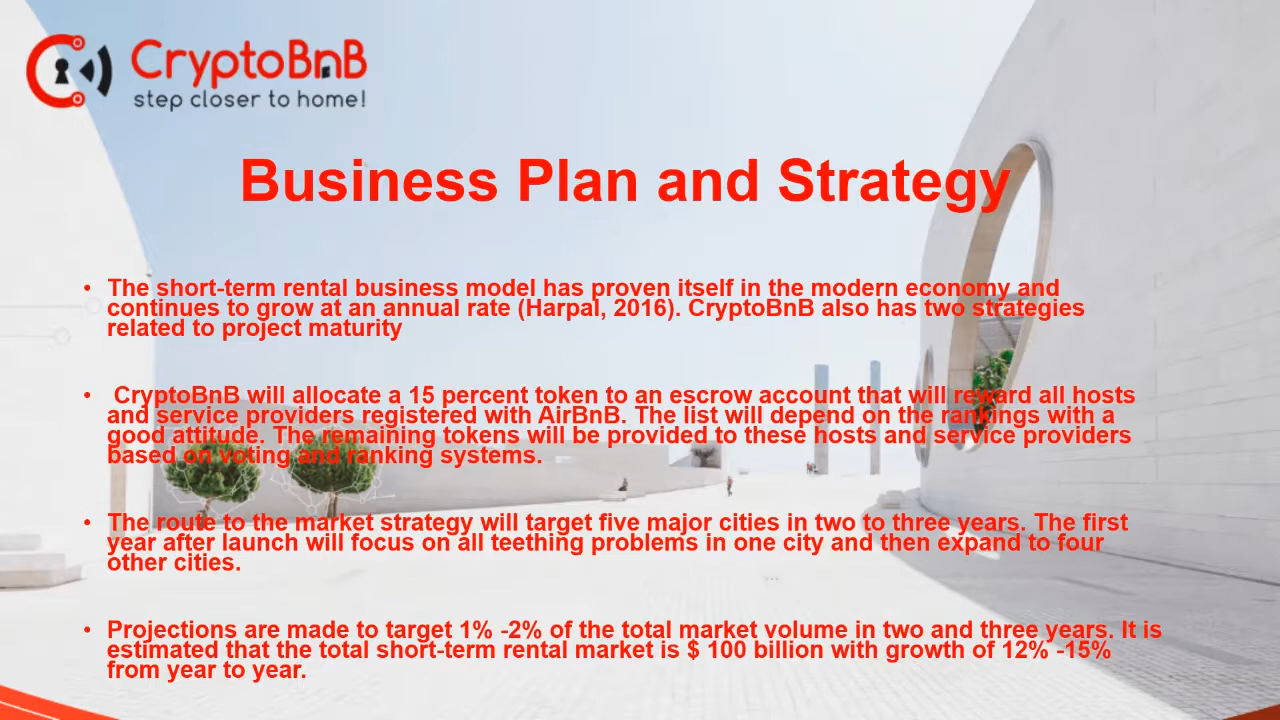 CryptoBnB
step closer to home!
Business Plan and Strategy
• The short-term rental business model has proven itself in the modern economy and
continues to grow at an annual rate (Harpal, 2016). CryptoBnB also has two strategies
related to project maturity
• CryptoBnB will allocate a 15 percent token to an escrow account that will reward all hosts
and service providers registered with AirBnB. The list will depend on the rankings with a
good attitude. The remaining tokens will be provided to these hosts and service providers
based on voting and ranking systems.
• The route to the market strategy will target five major cities in two to three years. The first
year after launch will focus on all teething problems in one city and then expand to four
other cities.
• Projections are made to target 1% -2% of the total market volume in two and three years. It is
estimated that the total short-term rental market is $ 100 billion with growth of 12% -15%
from year to year.